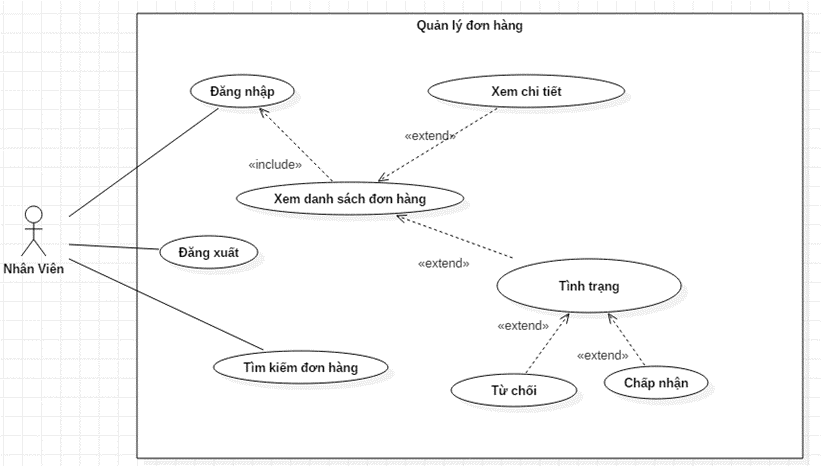 Quản lý đơn hàng
Đăng nhập
Xem chi tiết
«extend»
«include»
Xem danh sách đơn hàng
Nhân Viên
Đăng xuất
«extend»
Tình trạng
«extend»
«extend»
Tìm kiếm đơn hàng
Từ chối
Chấp nhận